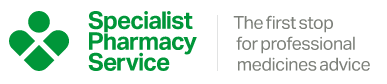 Specialist
Pharmacy
Service
The first stop
for professional
medicines advice